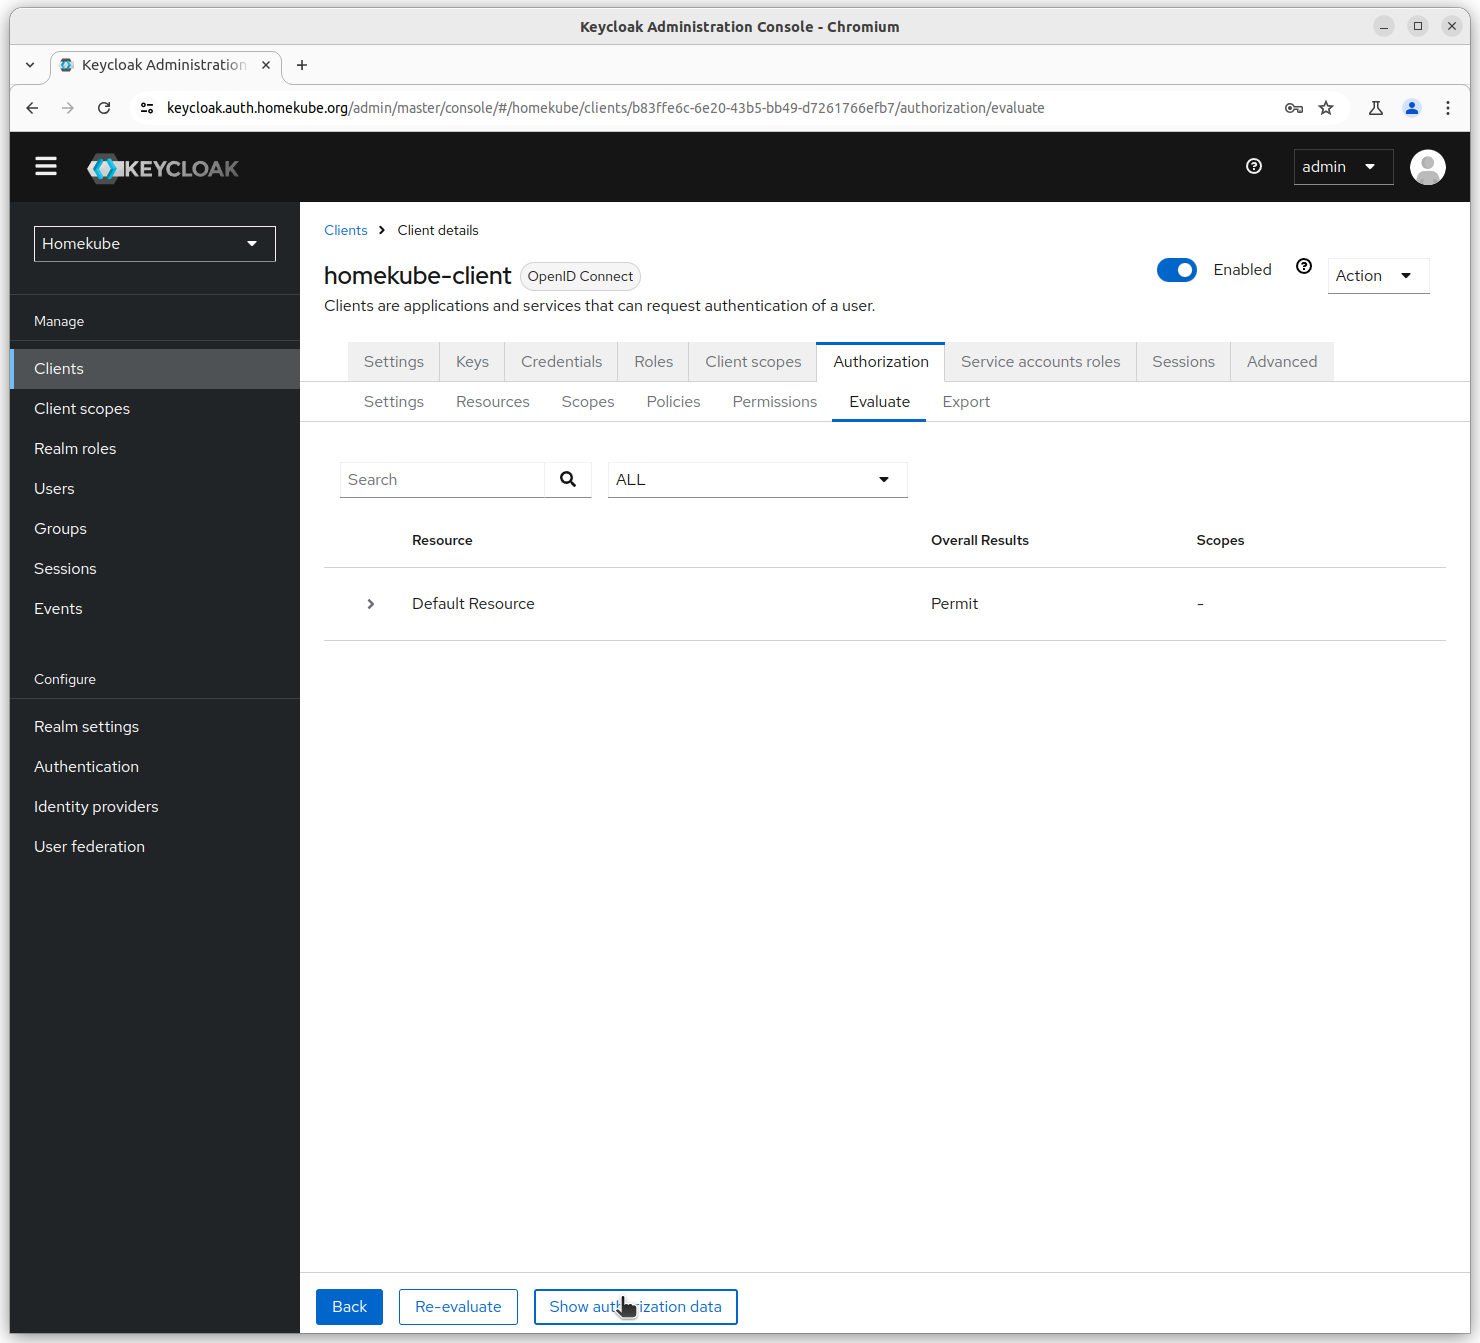 Keycloak Administration Console - Chromium
Keycloak Administration
keycloak.auth.homekube.org/admin/master/console/#/homekube/clients/b83ffe6c-6e20-43b5-bb49-d7261766efb7/authorization/evaluate
KEYCLOAK
admin
Homekube
Manage
Clients
Client scopes
Realm roles
Users
Groups
Sessions
Events
Configure
Realm settings
Authentication
Identity providers
User federation
Clients Client details
homekube-client OpenID Connect
Enabled Action
Clients are applications and services that can request authentication of a user.
Settings Keys Credentials Roles Client scopes Authorization Service accounts roles Sessions Advanced
Settings Resources Scopes Policies Permissions Evaluate Export
Search ALL
Resource Overall Results Scopes
Default Resource Permit -
Back Re-evaluate Show authorization data